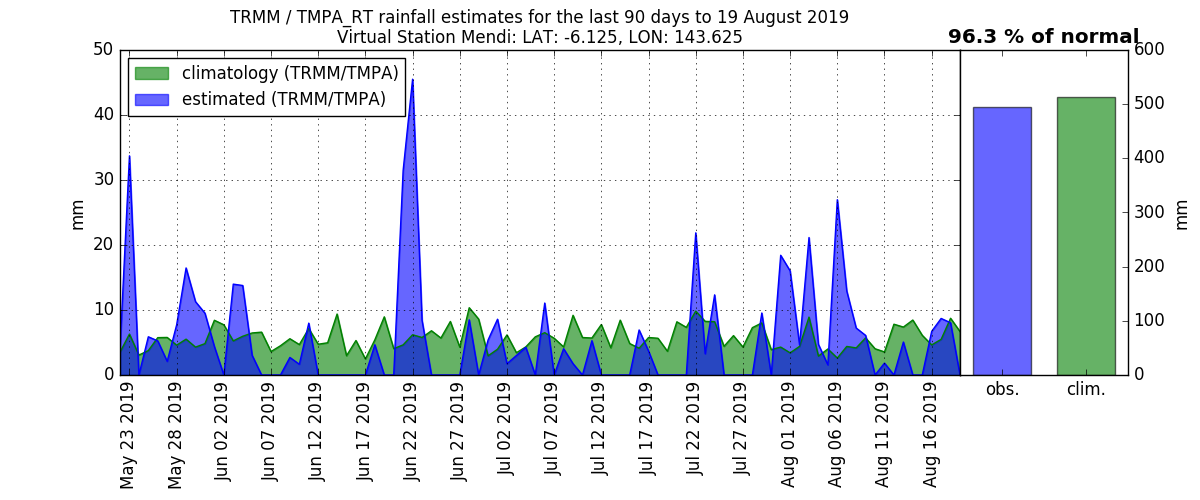 TRMM / TMPA_RT rainfall estimates for the last 90 days to 19 August 2019
Virtual Station Mendi: LAT: -6.125, LON: 143.625
96.3 % of normal
climatology (TRMM/TMPA)
estimated (TRMM/TMPA)
mm
50
40
30
20
10
0
May 23 2019
May 28 2019
Jun 02 2019
Jun 07 2019
Jun 12 2019
Jun 17 2019
Jun 22 2019
Jun 27 2019
Jul 02 2019
Jul 07 2019
Jul 12 2019
Jul 17 2019
Jul 22 2019
Jul 27 2019
Aug 01 2019
Aug 06 2019
Aug 11 2019
Aug 16 2019
obs.
clim.
600
500
400
300
200
100
0
mm